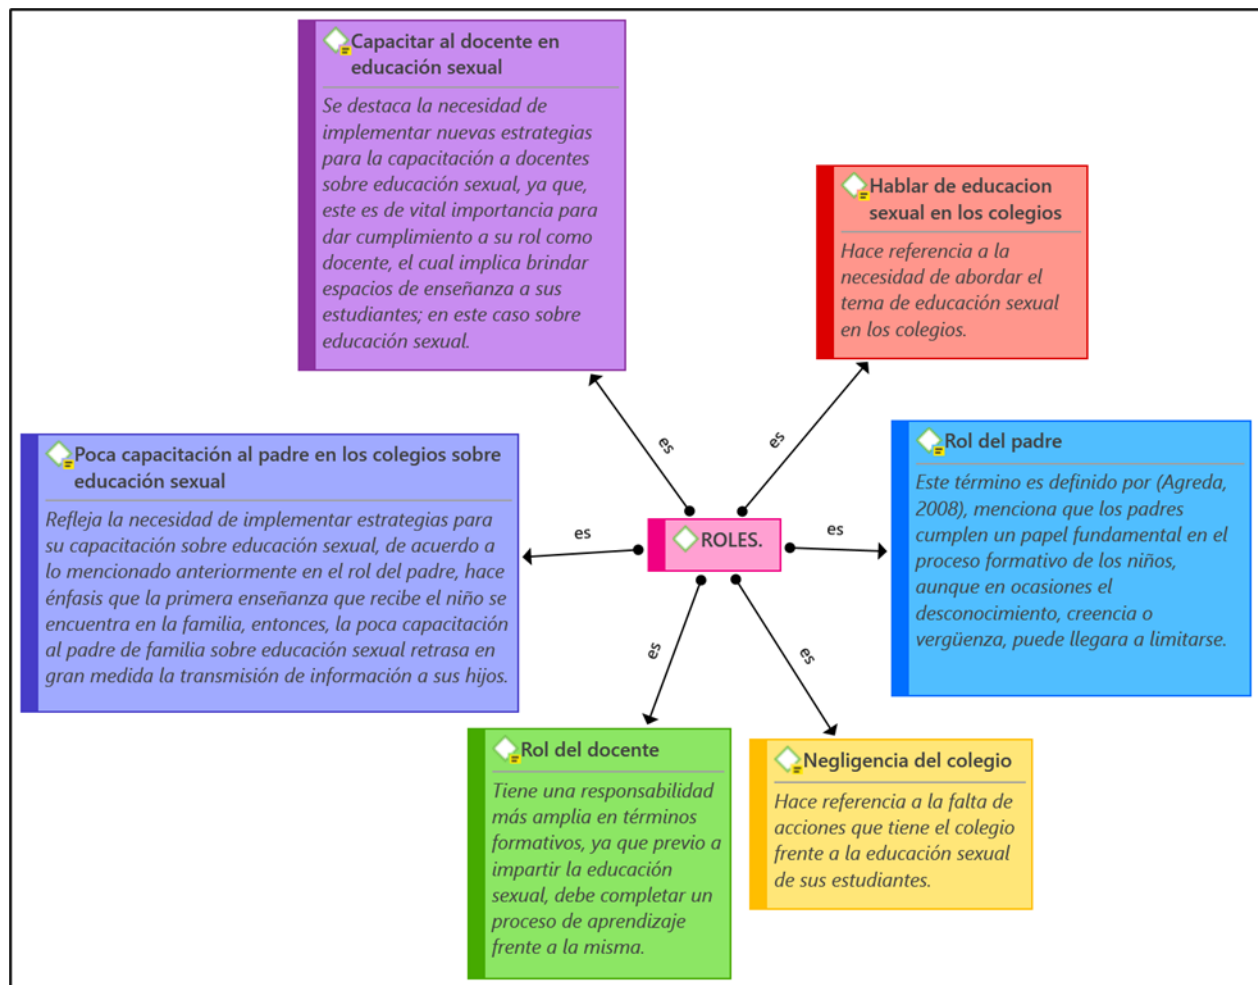 Capacitar al docente en
educación sexual
Se destaca la necesidad de
implementar nuevas estrategias
para la capacitación a docentes
sobre educación sexual, ya que,
este es de vital importancia para
dar cumplimiento a su rol como
docente, el cual implica brindar
espacios de enseñanza a sus
estudiantes; en este caso sobre
educación sexual.
Hablar de educacion
sexual en los colegios
Hace referencia a la
necesidad de abordar el
tema de educación sexual
en los colegios.
es
es
Poca capacitación al padre en los colegios sobre
educación sexual
Refleja la necesidad de implementar estrategias para
su capacitación sobre educación sexual, de acuerdo a
lo mencionado anteriormente en el rol del padre, hace
énfasis que la primera enseñanza que recibe el niño se
encuentra en la familia, entonces, la poca capacitación
al padre de familia sobre educación sexual retrasa en
gran medida la transmisión de información a sus hijos.
es
ROLES.
es
Rol del padre
Este término es definido por (Agreda,
2008), menciona que los padres
cumplen un papel fundamental en el
proceso formativo de los niños,
aunque en ocasiones el
desconocimiento, creencia o
vergüenza, puede llegara a limitarse.
es
es
Rol del docente
Tiene una responsabilidad
más amplia en términos
formativos, ya que previo a
impartir la educación
sexual, debe completar un
proceso de aprendizaje
frente a la misma.
Negligencia del colegio
Hace referencia a la falta de
acciones que tiene el colegio
frente a la educación sexual
de sus estudiantes.